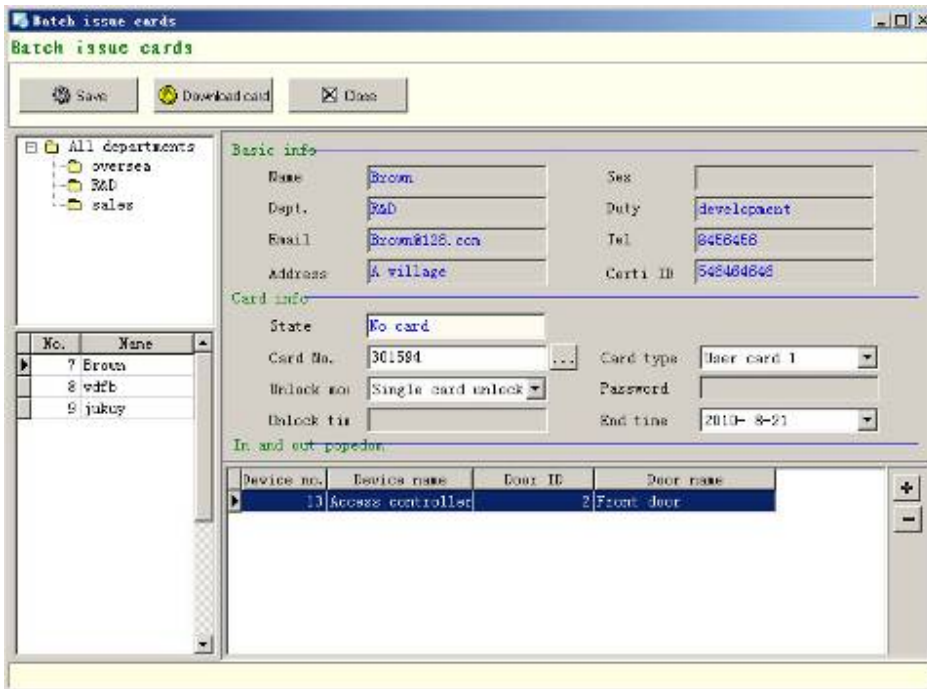 Batch issue cards
Batch issue cards
Save Download card Close
All departments
oversea
R&D
sales
No. Name
7 Brown
8 vdfb
9 jukuy
Basic info
Name Brown Sex
Dept. R&D Duty development
Email Brown@126.com Tel 8456456
Address A village Certi ID 546464646
Card info
State No card
Card No. 301594 ... Card type User card 1
Unlock mo Single card unlock Password
Unlock tim End time 2010- 8-21
In and out popedom
Device no. Device name Door ID Door name
13 Access controller 2 Front door
+
-